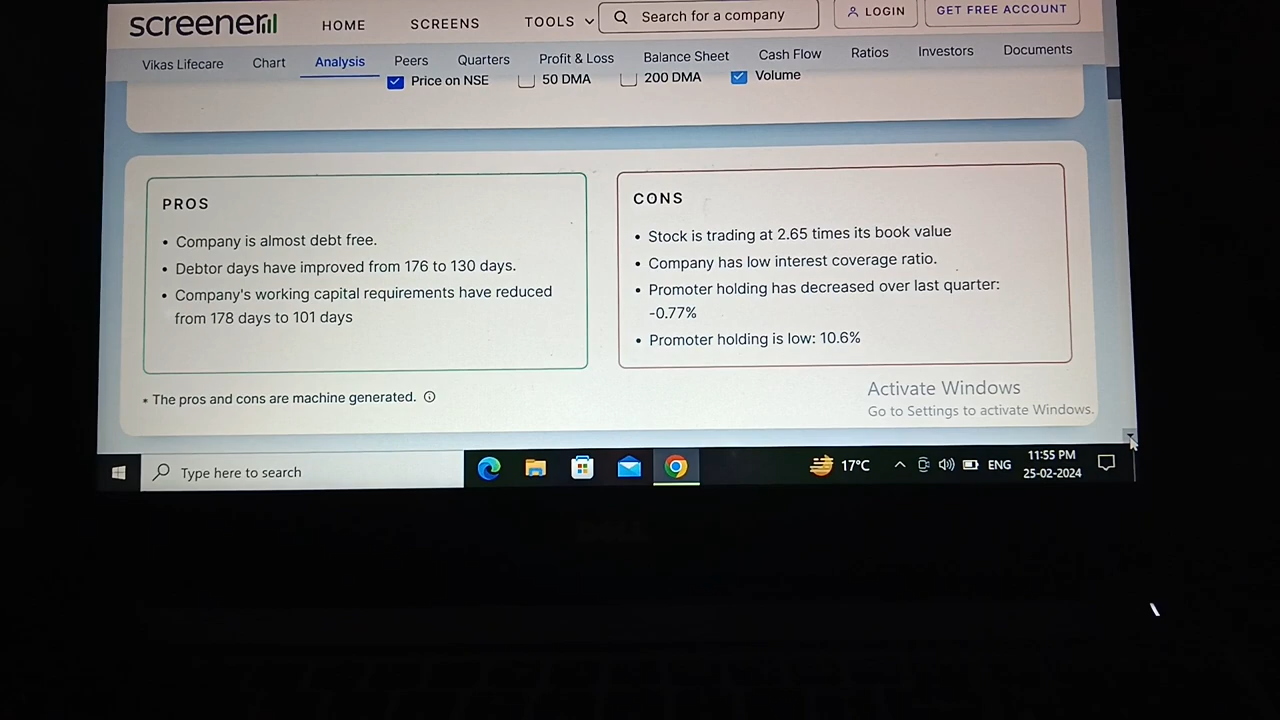 screener
HOME
SCREENS
TOOLS
Search for a company
LOGIN
GET FREE ACCOUNT
Vikas Lifecare
Chart
Analysis
Peers
Quarters
Profit & Loss
Balance Sheet
Cash Flow
Ratios
Investors
Documents
Price on NSE
50 DMA
200 DMA
Volume
PROS
• Company is almost debt free.
• Debtor days have improved from 176 to 130 days.
• Company's working capital requirements have reduced
from 178 days to 101 days
CONS
• Stock is trading at 2.65 times its book value
• Company has low interest coverage ratio.
• Promoter holding has decreased over last quarter:
-0.77%
• Promoter holding is low: 10.6%
* The pros and cons are machine generated.
Activate Windows
Go to Settings to activate Windows.
Type here to search
17°C
ENG
11:55 PM
25-02-2024
DELL